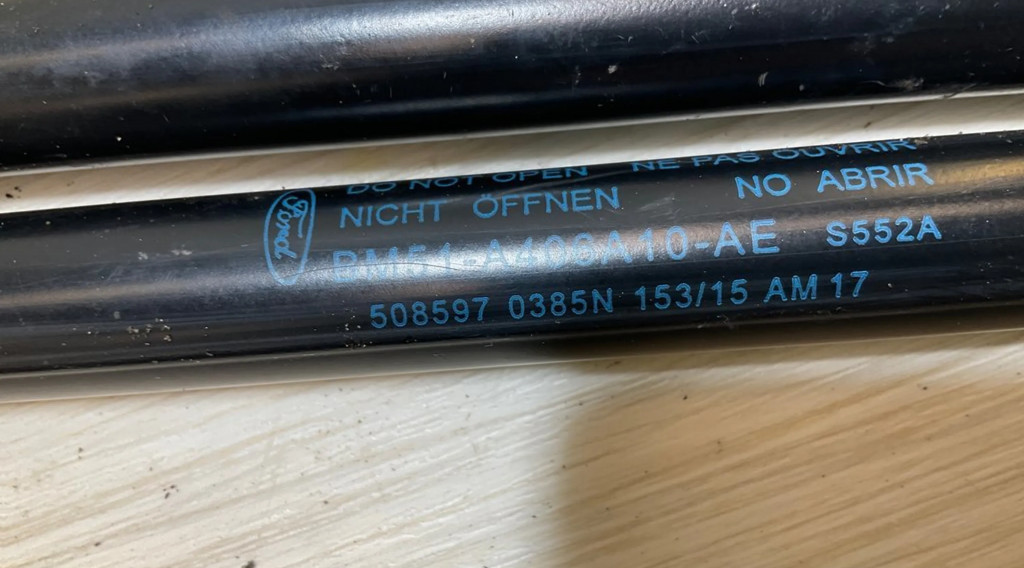 DO NOT OPEN NE PAS OUVRIR
NICHT ÖFFNEN NO ABRIR
Ford
BM51-A406A10-AE S552A
508597 0385N 153/15 AM 17